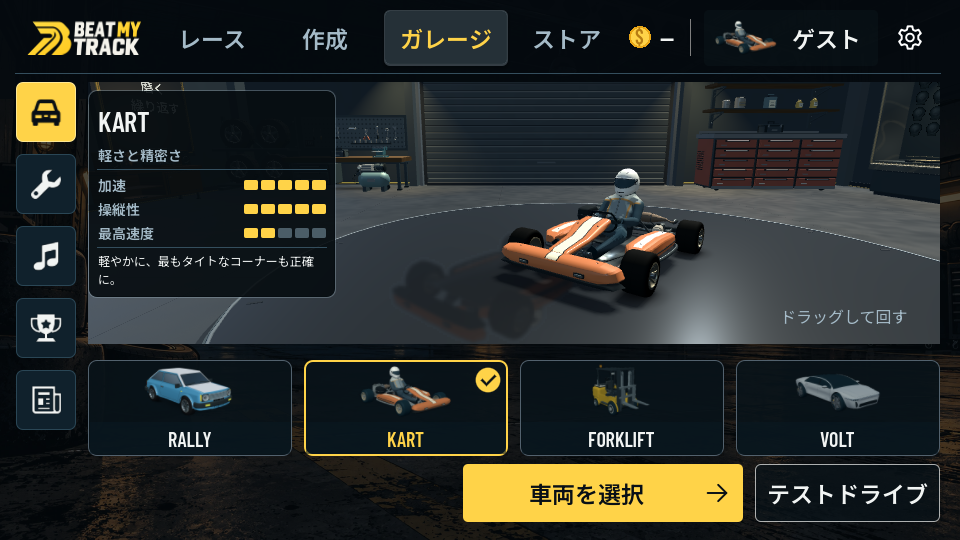 BEATMY TRACK
レース
作成
ガレージ
ストア
–
ゲスト
KART
軽さと精密さ
加速
操縦性
最高速度
軽やかに、最もタイトなコーナーも正確
に。
ドラッグして回す
RALLY
KART
FORKLIFT
VOLT
車両を選択
テストドライブ